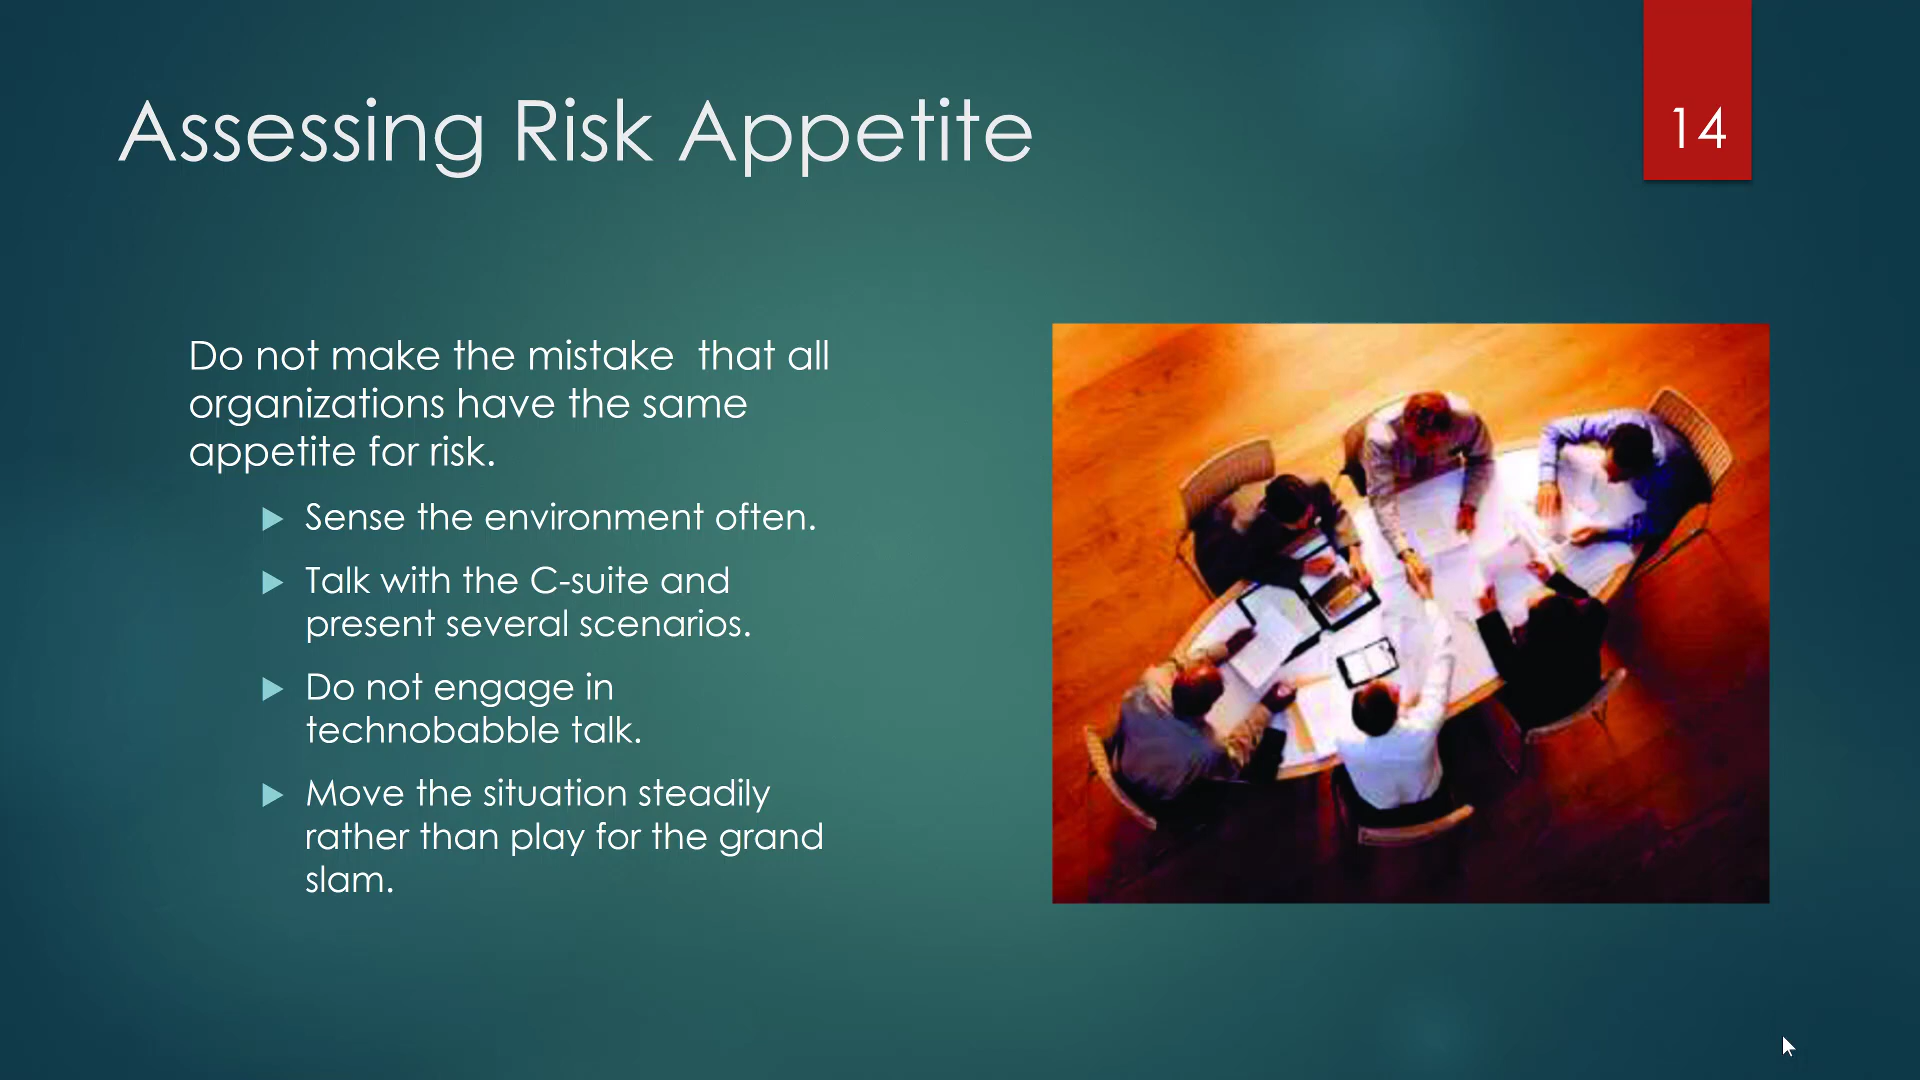 Assessing Risk Appetite
14
Do not make the mistake  that all
organizations have the same
appetite for risk.
Sense the environment often.
Talk with the C-suite and
present several scenarios.
Do not engage in
technobabble talk.
Move the situation steadily
rather than play for the grand
slam.